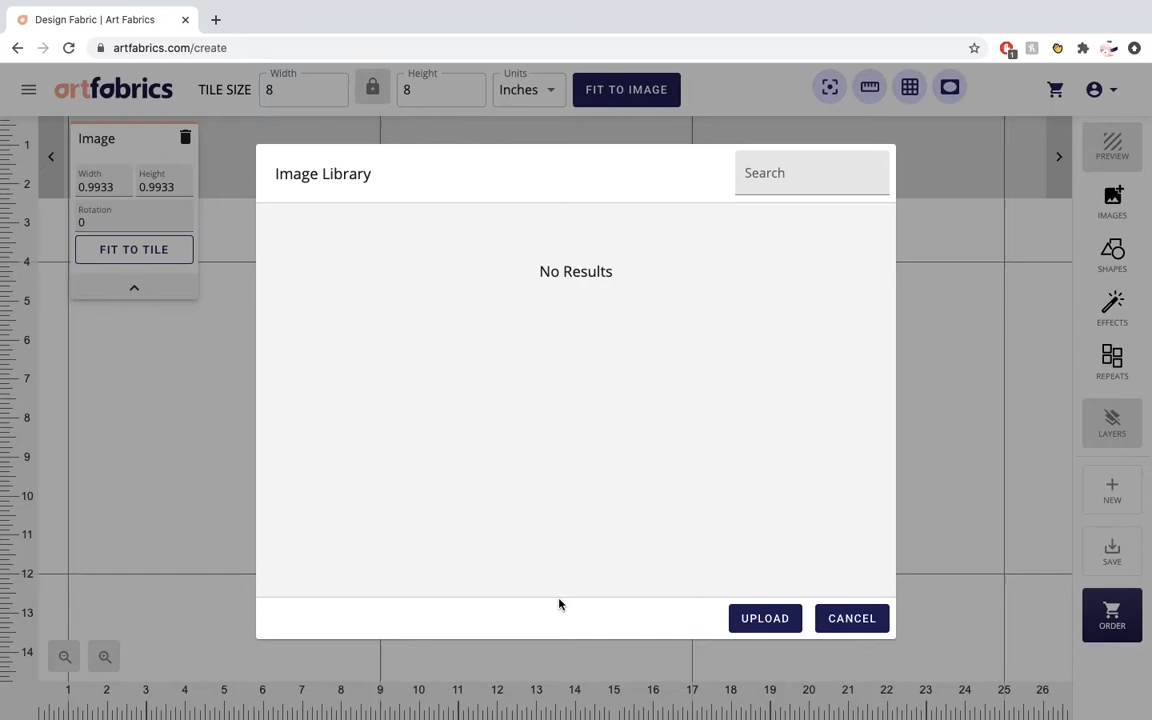 Design Fabric | Art Fabrics
artfabrics.com/create
1
artfabrics
TILE SIZE
Width
8
Height
8
Units
Inches
FIT TO IMAGE
Image
Width
0.9933
Height
0.9933
Rotation
0
FIT TO TILE
Image Library
Search
No Results
UPLOAD
CANCEL
PREVIEW
IMAGES
SHAPES
EFFECTS
REPEATS
LAYERS
NEW
SAVE
ORDER
1
2
3
4
5
6
7
8
9
10
11
12
13
14
1 2 3 4 5 6 7 8 9 10 11 12 13 14 15 16 17 18 19 20 21 22 23 24 25 26